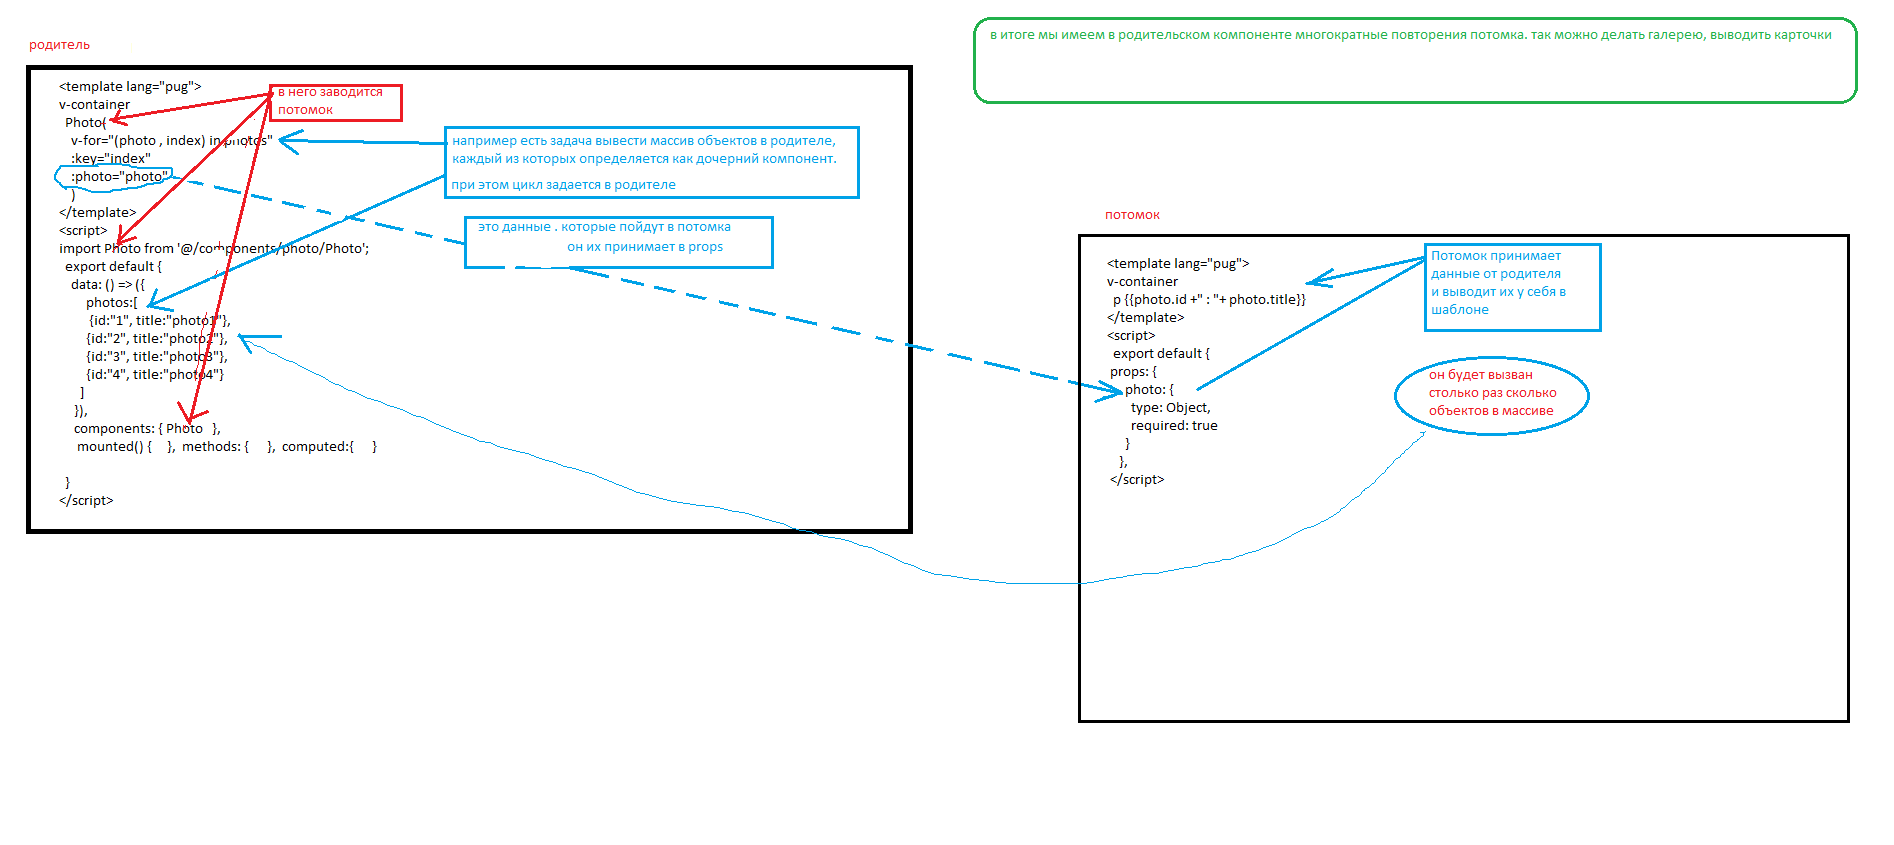 родитель
<template lang="pug">
v-container
Photo(
v-for="(photo , index) in photos"
:key="index"
:photo="photo"
)
</template>
<script>
import Photo from '@/components/photo/Photo';
export default {
data: () => ({
photos:[
{id:"1", title:"photo1"},
{id:"2", title:"photo2"},
{id:"3", title:"photo3"},
{id:"4", title:"photo4"}
]
}),
components: { Photo },
mounted() { }, methods: { }, computed:{ }
}
</script>
в него заводится
потомок
например есть задача вывести массив объектов в родителе,
каждый из которых определяется как дочерний компонент.
при этом цикл задается в родителе
это данные . которые пойдут в потомка
он их принимает в props
в итоге мы имеем в родительском компоненте многократные повторения потомка. так можно делать галерею, выводить карточки
потомок
<template lang="pug">
v-container
p {{photo.id +" : "+ photo.title}}
</template>
<script>
export default {
props: {
photo: {
type: Object,
required: true
}
},
</script>
Потомок принимает
данные от родителя
и выводит их у себя в
шаблоне
он будет вызван
столько раз сколько
объектов в массиве